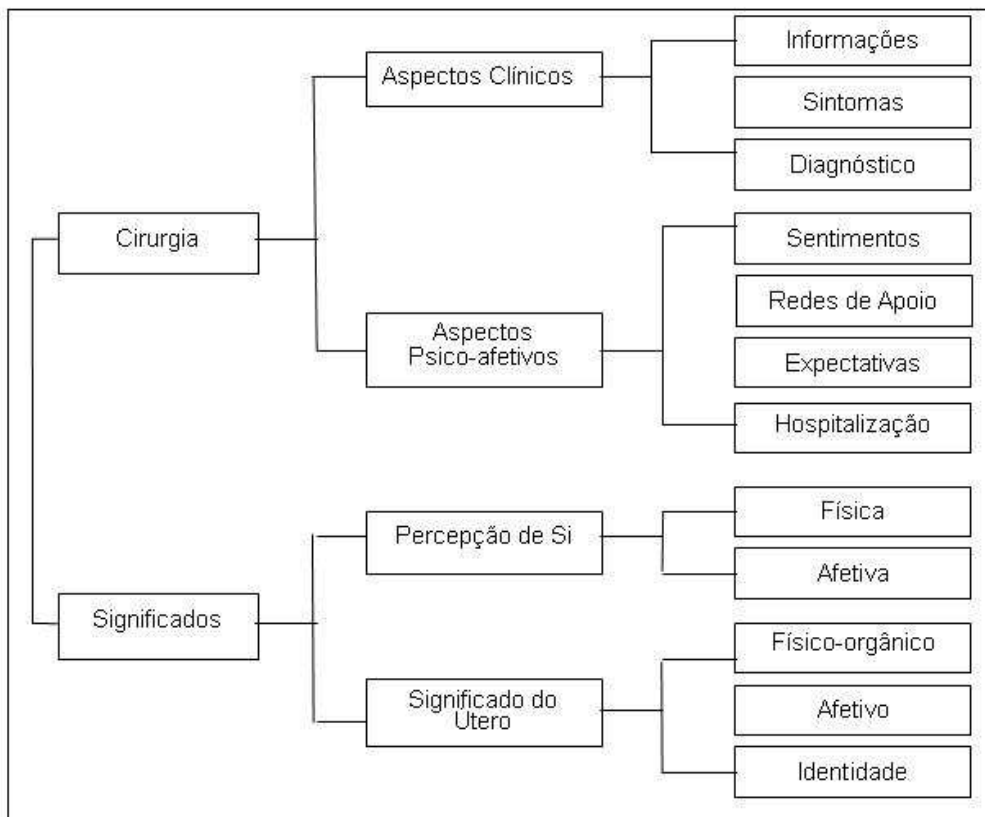 Informações
Aspectos Clínicos
Sintomas
Diagnóstico
Cirurgia
Sentimentos
Redes de Apoio
Aspectos
Psico-afetivos
Expectativas
Hospitalização
Percepção de Si
Física
Afetiva
Significados
Físico-orgânico
Significado do
Útero
Afetivo
Identidade